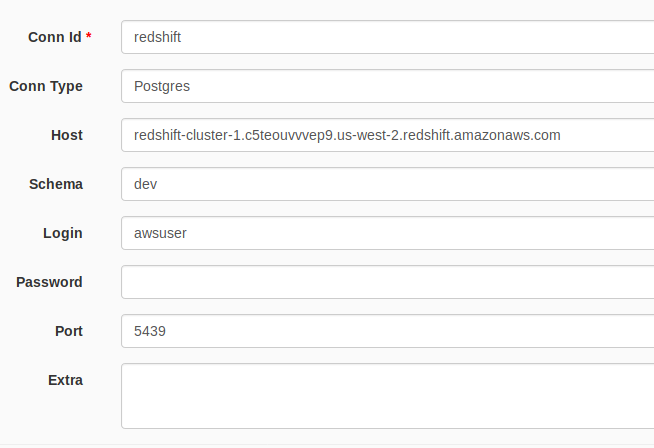 Conn Id * redshift
Conn Type Postgres
Host redshift-cluster-1.c5teouvvvep9.us-west-2.redshift.amazonaws.com
Schema dev
Login awsuser
Password
Port 5439
Extra